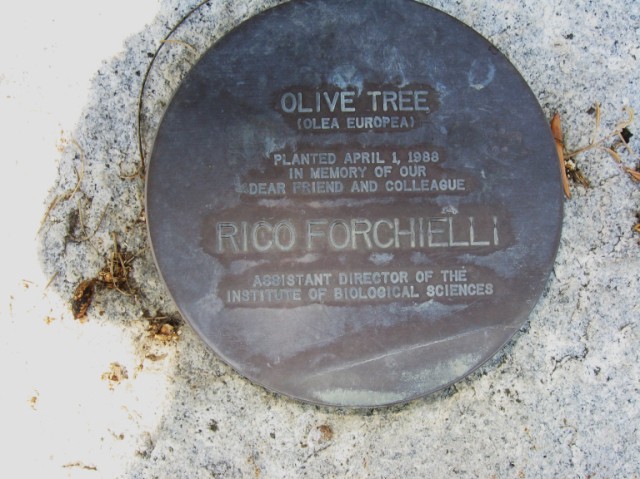 OLIVE TREE
(OLEA EUROPEA)
PLANTED APRIL 1, 1988
IN MEMORY OF OUR
DEAR FRIEND AND COLLEAGUE
RICO FORCHIELLI
ASSISTANT DIRECTOR OF THE
INSTITUTE OF BIOLOGICAL SCIENCES